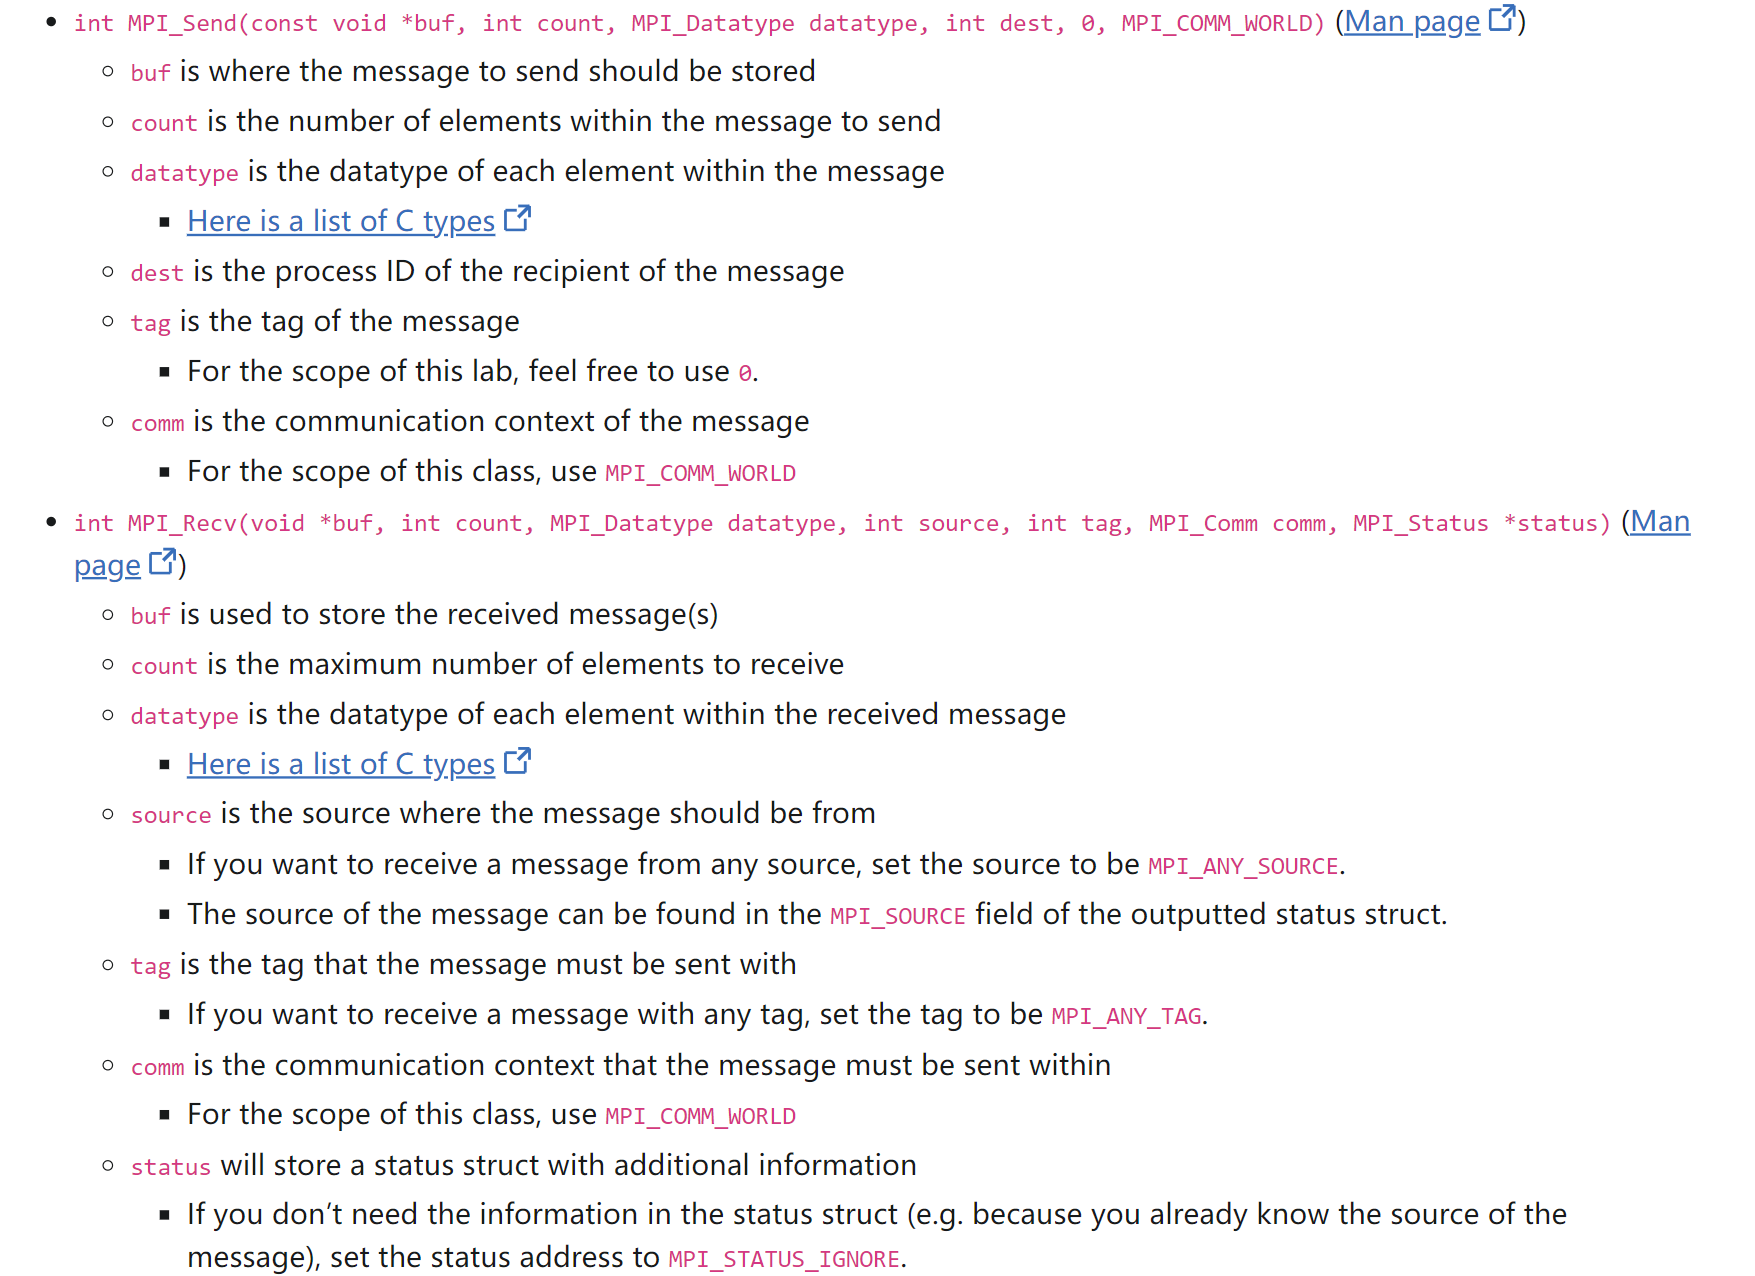 int MPI_Send(const void *buf, int count, MPI_Datatype datatype, int dest, 0, MPI_COMM_WORLD) (Man page)
buf is where the message to send should be stored
count is the number of elements within the message to send
datatype is the datatype of each element within the message
Here is a list of C types
dest is the process ID of the recipient of the message
tag is the tag of the message
For the scope of this lab, feel free to use 0.
comm is the communication context of the message
For the scope of this class, use MPI_COMM_WORLD
int MPI_Recv(void *buf, int count, MPI_Datatype datatype, int source, int tag, MPI_Comm comm, MPI_Status *status) (Man
page)
buf is used to store the received message(s)
count is the maximum number of elements to receive
datatype is the datatype of each element within the received message
Here is a list of C types
source is the source where the message should be from
If you want to receive a message from any source, set the source to be MPI_ANY_SOURCE.
The source of the message can be found in the MPI_SOURCE field of the outputted status struct.
tag is the tag that the message must be sent with
If you want to receive a message with any tag, set the tag to be MPI_ANY_TAG.
comm is the communication context that the message must be sent within
For the scope of this class, use MPI_COMM_WORLD
status will store a status struct with additional information
If you don’t need the information in the status struct (e.g. because you already know the source of the
message), set the status address to MPI_STATUS_IGNORE.